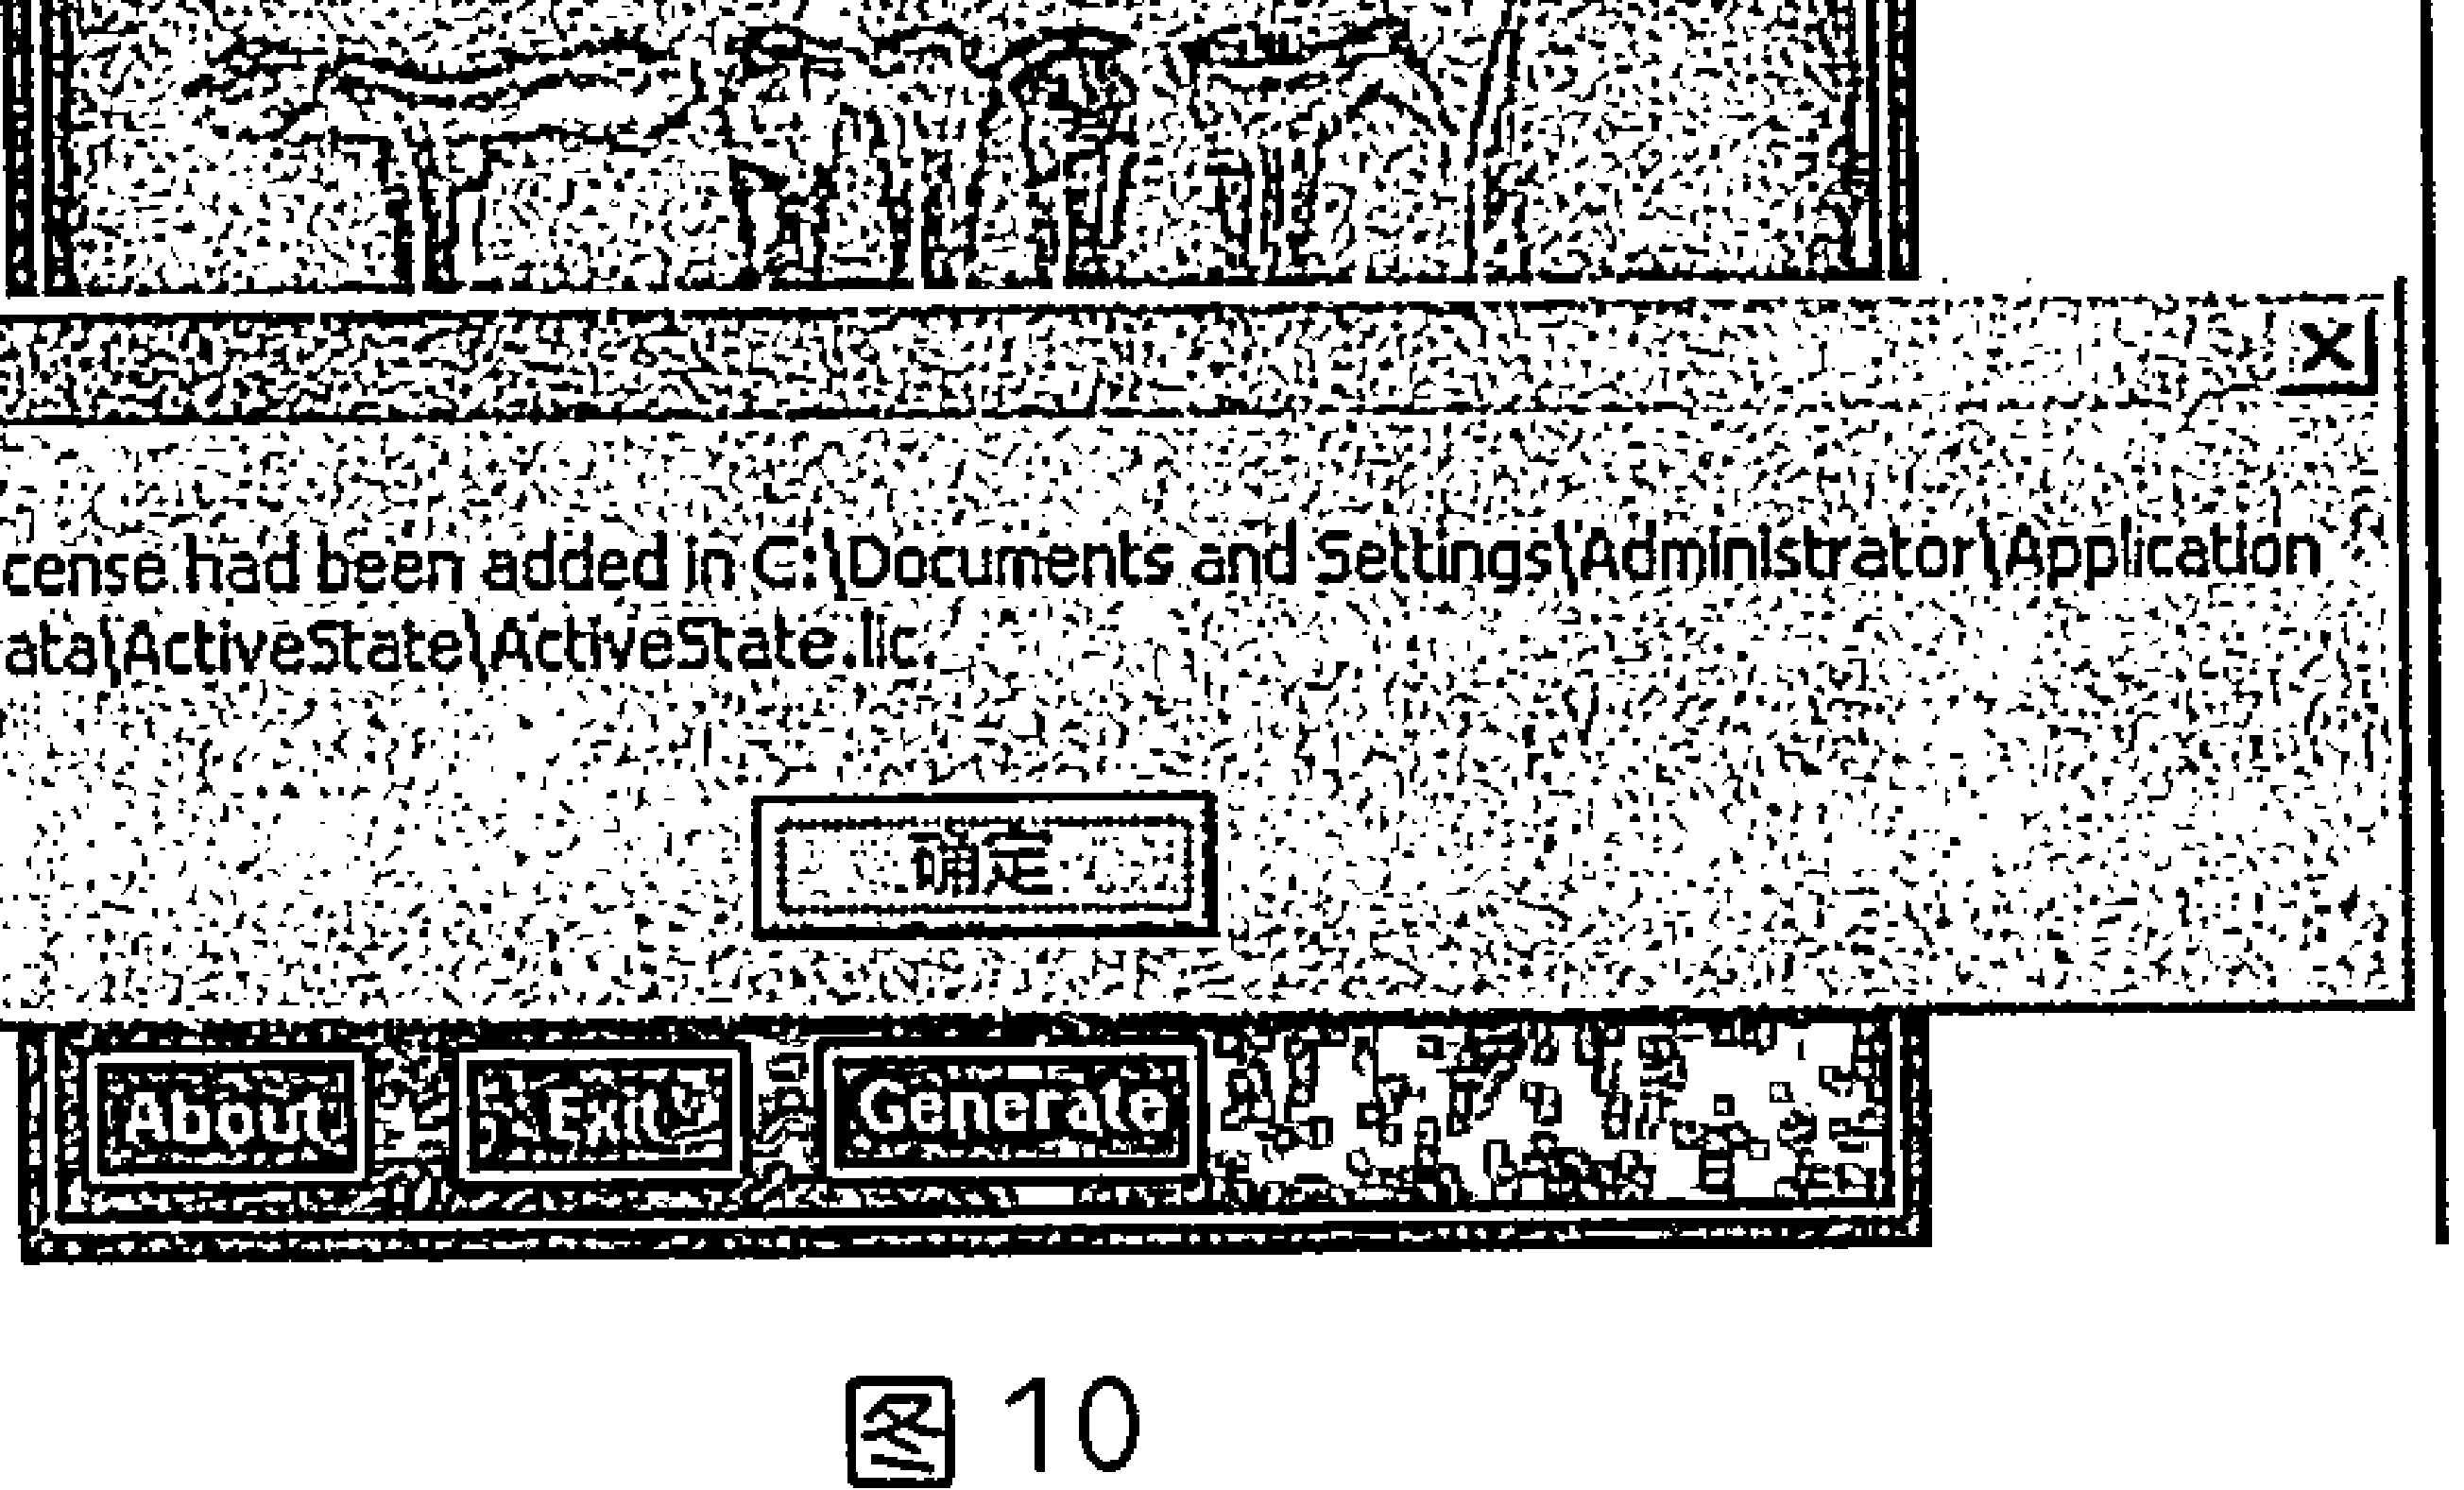 cense had been added in C:\Documents and Settings\Administrator\Application
ata\ActiveState\ActiveState.lic.
确定
About Exit Generate
图 10